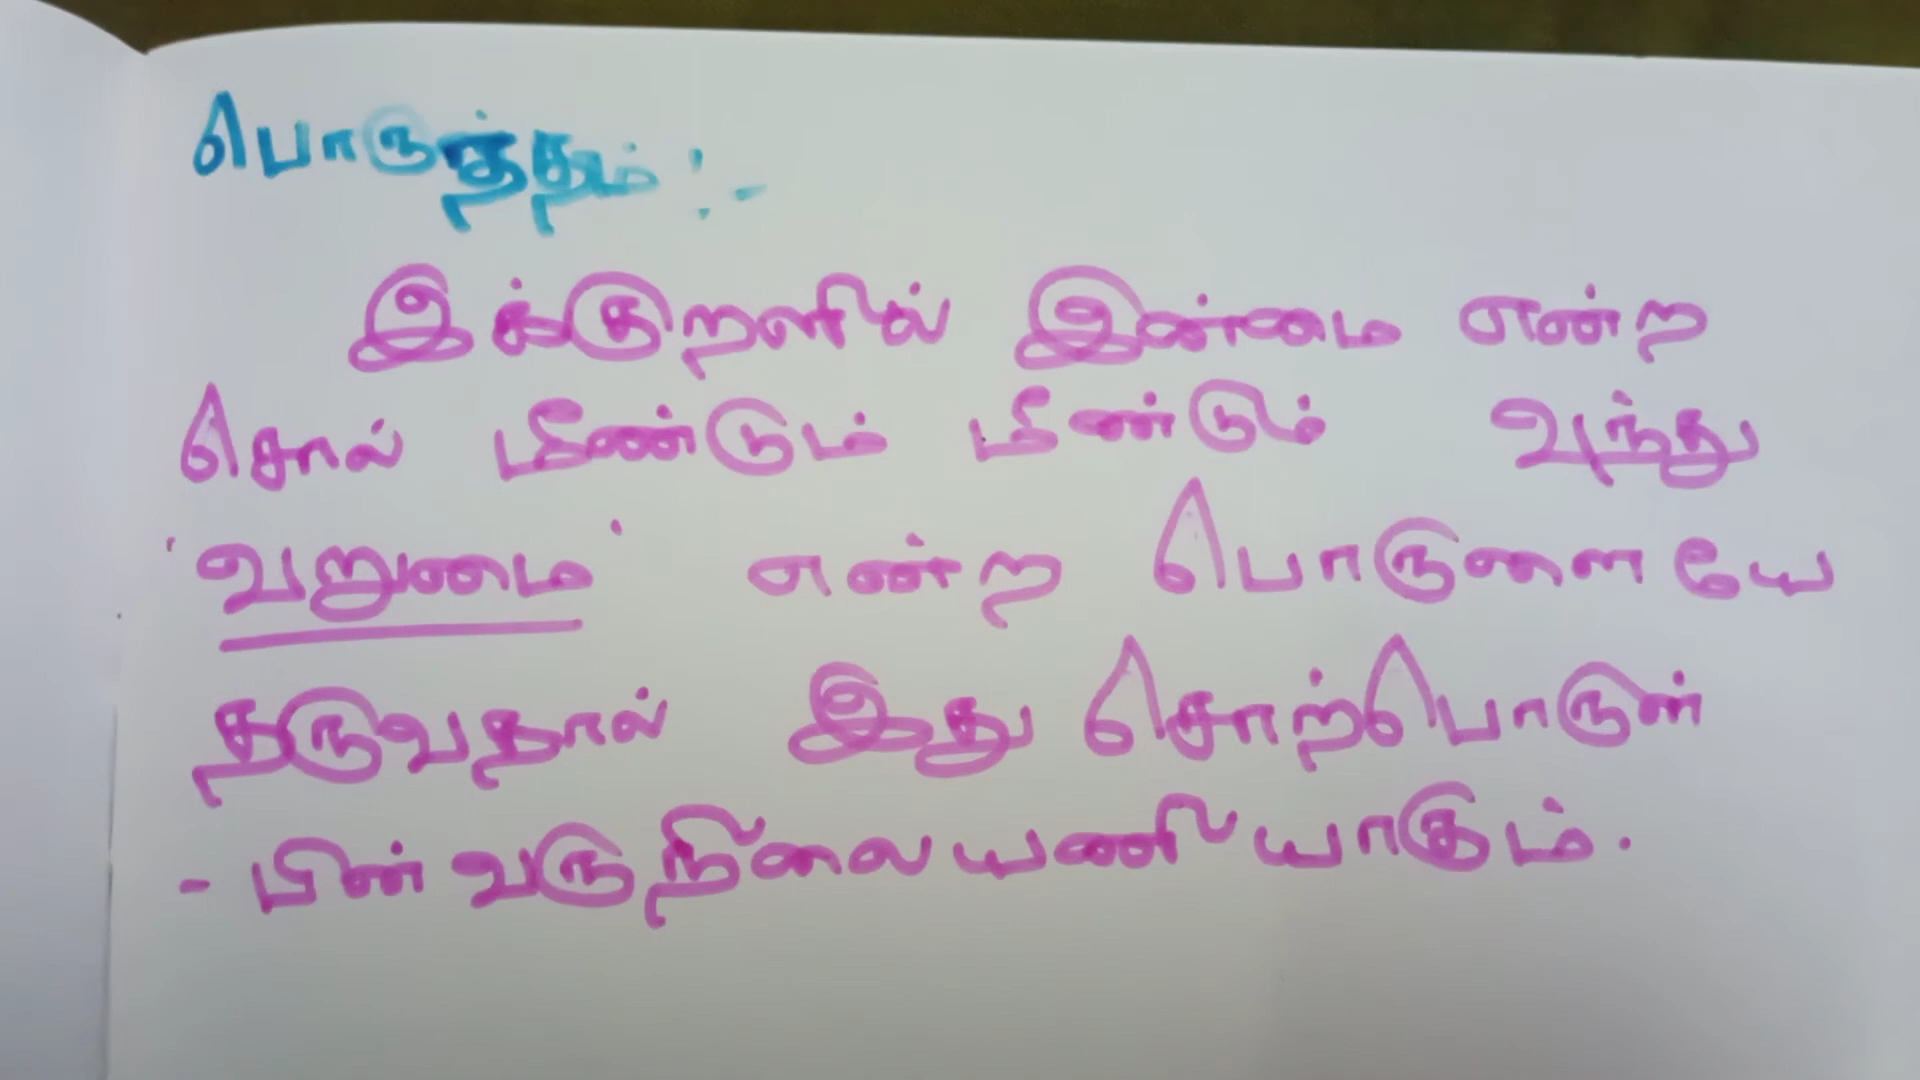 பொருத்தம் :-
இக்குறளில் இன்மை என்ற
சொல் மீண்டும் மீண்டும் வந்து
'வறுமை' என்ற பொருளையே
தருவதால் இது சொற்பொருள்
- பின்வருநிலையணியாகும்.